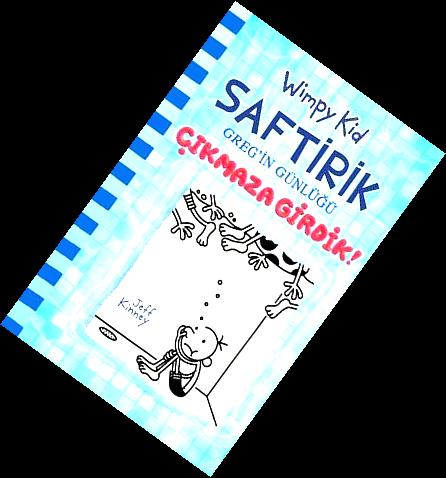 Wimpy Kid
SAFTİRİK
GREG'İN GÜNLÜĞÜ
ÇIKMAZA GİRDİK!
Jeff
Kinney